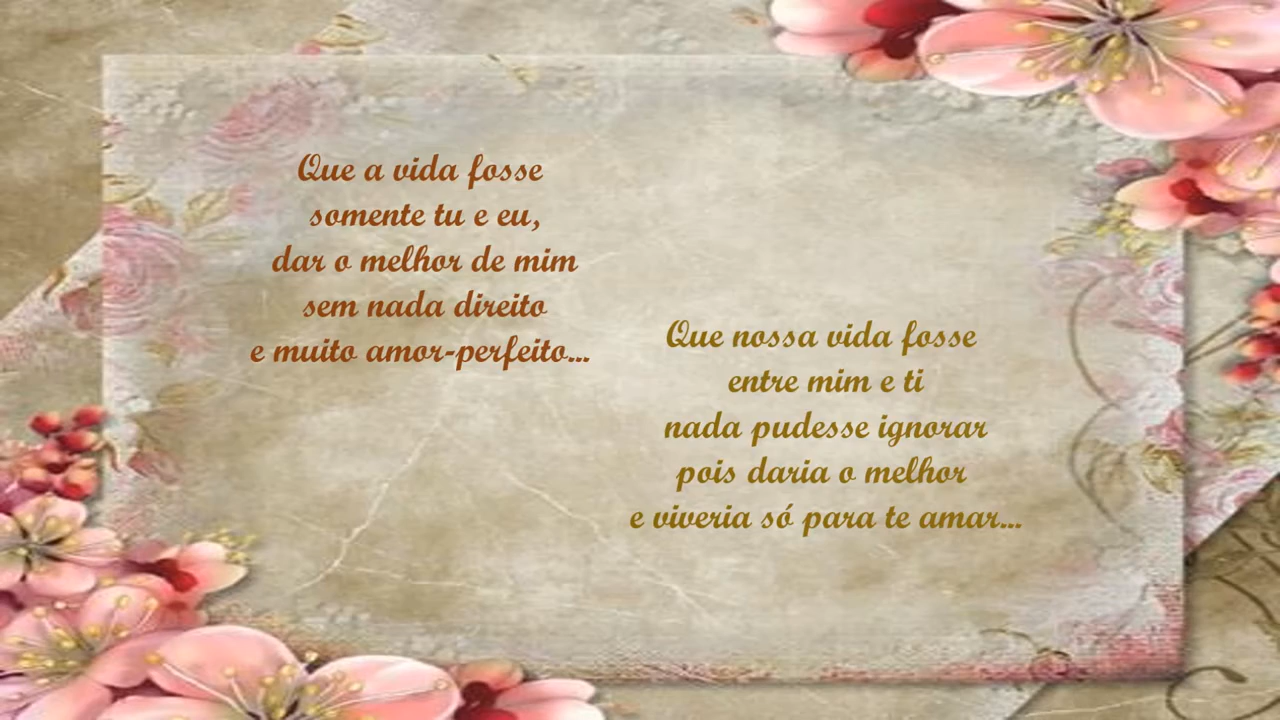 Que a vida fosse
somente tu e eu,
dar o melhor de mim
sem nada direito
e muito amor-perfeito...
Que nossa vida fosse
entre mim e ti
nada pudesse ignorar
pois daria o melhor
e viveria só para te amar...